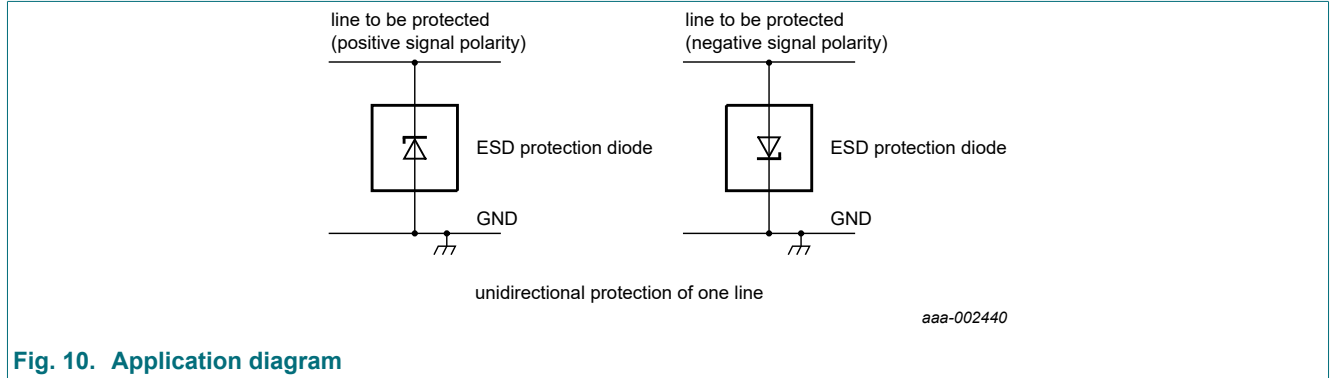 line to be protected
(positive signal polarity)
line to be protected
(negative signal polarity)
ESD protection diode
ESD protection diode
GND
GND
unidirectional protection of one line
aaa-002440
Fig. 10. Application diagram